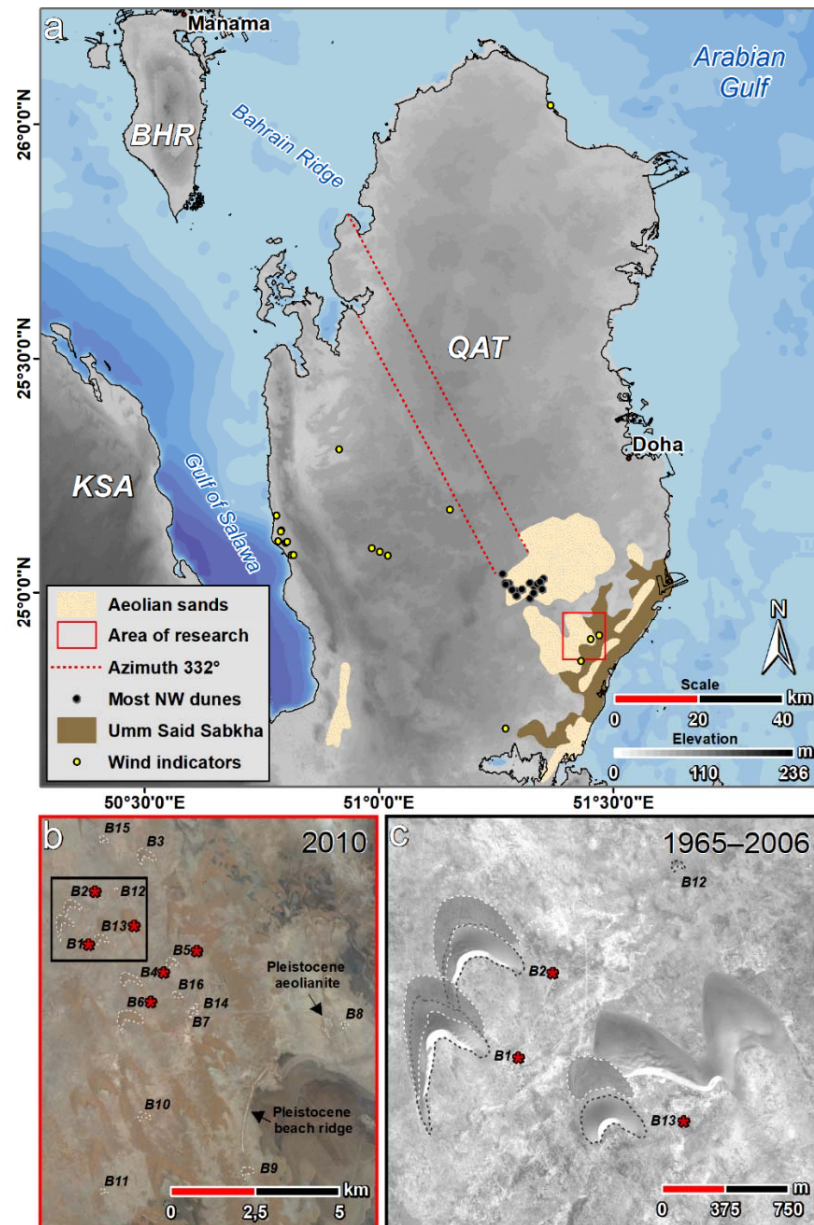 a
Manama
BHR
Bahrain Ridge
Arabian
Gulf
26°0'0"N
25°30'0"N
25°0'0"N
QAT
KSA
Gulf of Salawa
Doha
Aeolian sands
Area of research
Azimuth 332°
Most NW dunes
Umm Said Sabkha
Wind indicators
N
Scale
km
0 20 40
Elevation
m
0 110 236
50°30'0"E 51°0'0"E 51°30'0"E
b
2010
B15
B3
B2
B12
B13
B1
B5
B4
B16
B6
B14
B7
B8
Pleistocene
aeolianite
B10
Pleistocene
beach ridge
B9
B11
km
0 2,5 5
c
1965–2006
B12
B2
B1
B13
m
0 375 750